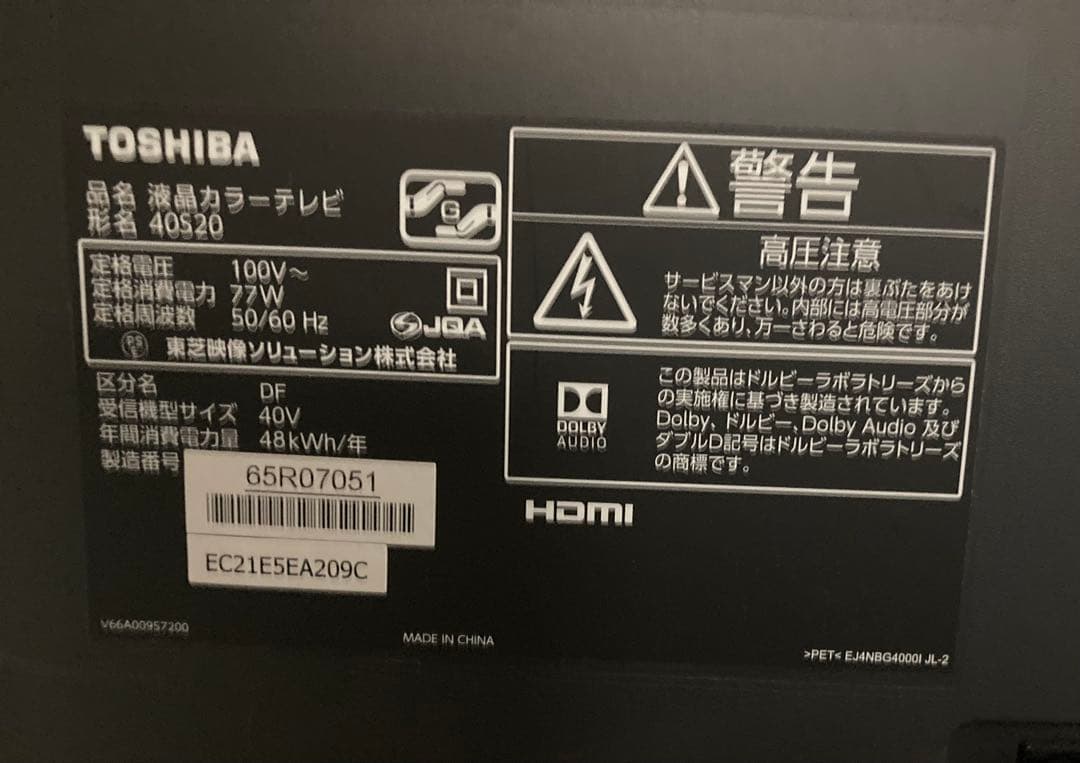 TOSHIBA
品名 液晶カラーテレビ
形名 40S20
G
定格電圧 100V～
定格消費電力 77W
定格周波数 50/60 Hz
JQA
PS
E
東芝映像ソリューション株式会社
区分名 DF
受信機型サイズ 40V
年間消費電力量 48kWh/年
製造番号
65R07051
EC21E5EA209C
V66A00957200
MADE IN CHINA
警告
高圧注意
サービスマン以外の方は裏ぶたをあけ
ないでください。内部には高電圧部分が
数多くあり、万一さわると危険です。
DOLBY
AUDIO
この製品はドルビーラボラトリーズから
の実施権に基づき製造されています。
Dolby、ドルビー、Dolby Audio 及び
ダブルD記号はドルビーラボラトリーズ
の商標です。
HDMI
>PET< EJ4NBG4000I JL-2